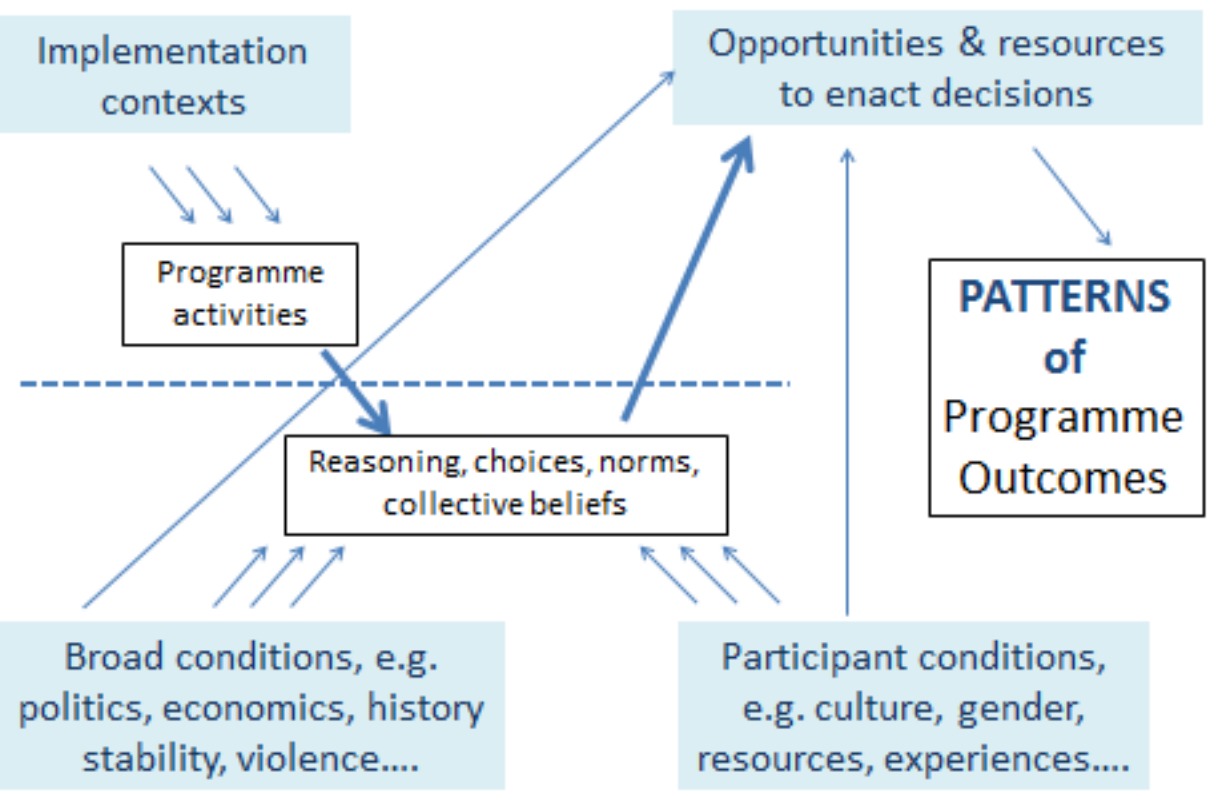 Implementation
contexts
Opportunities & resources
to enact decisions
Programme
activities
PATTERNS
of
Programme
Outcomes
Reasoning, choices, norms,
collective beliefs
Broad conditions, e.g.
politics, economics, history
stability, violence....
Participant conditions,
e.g. culture, gender,
resources, experiences....